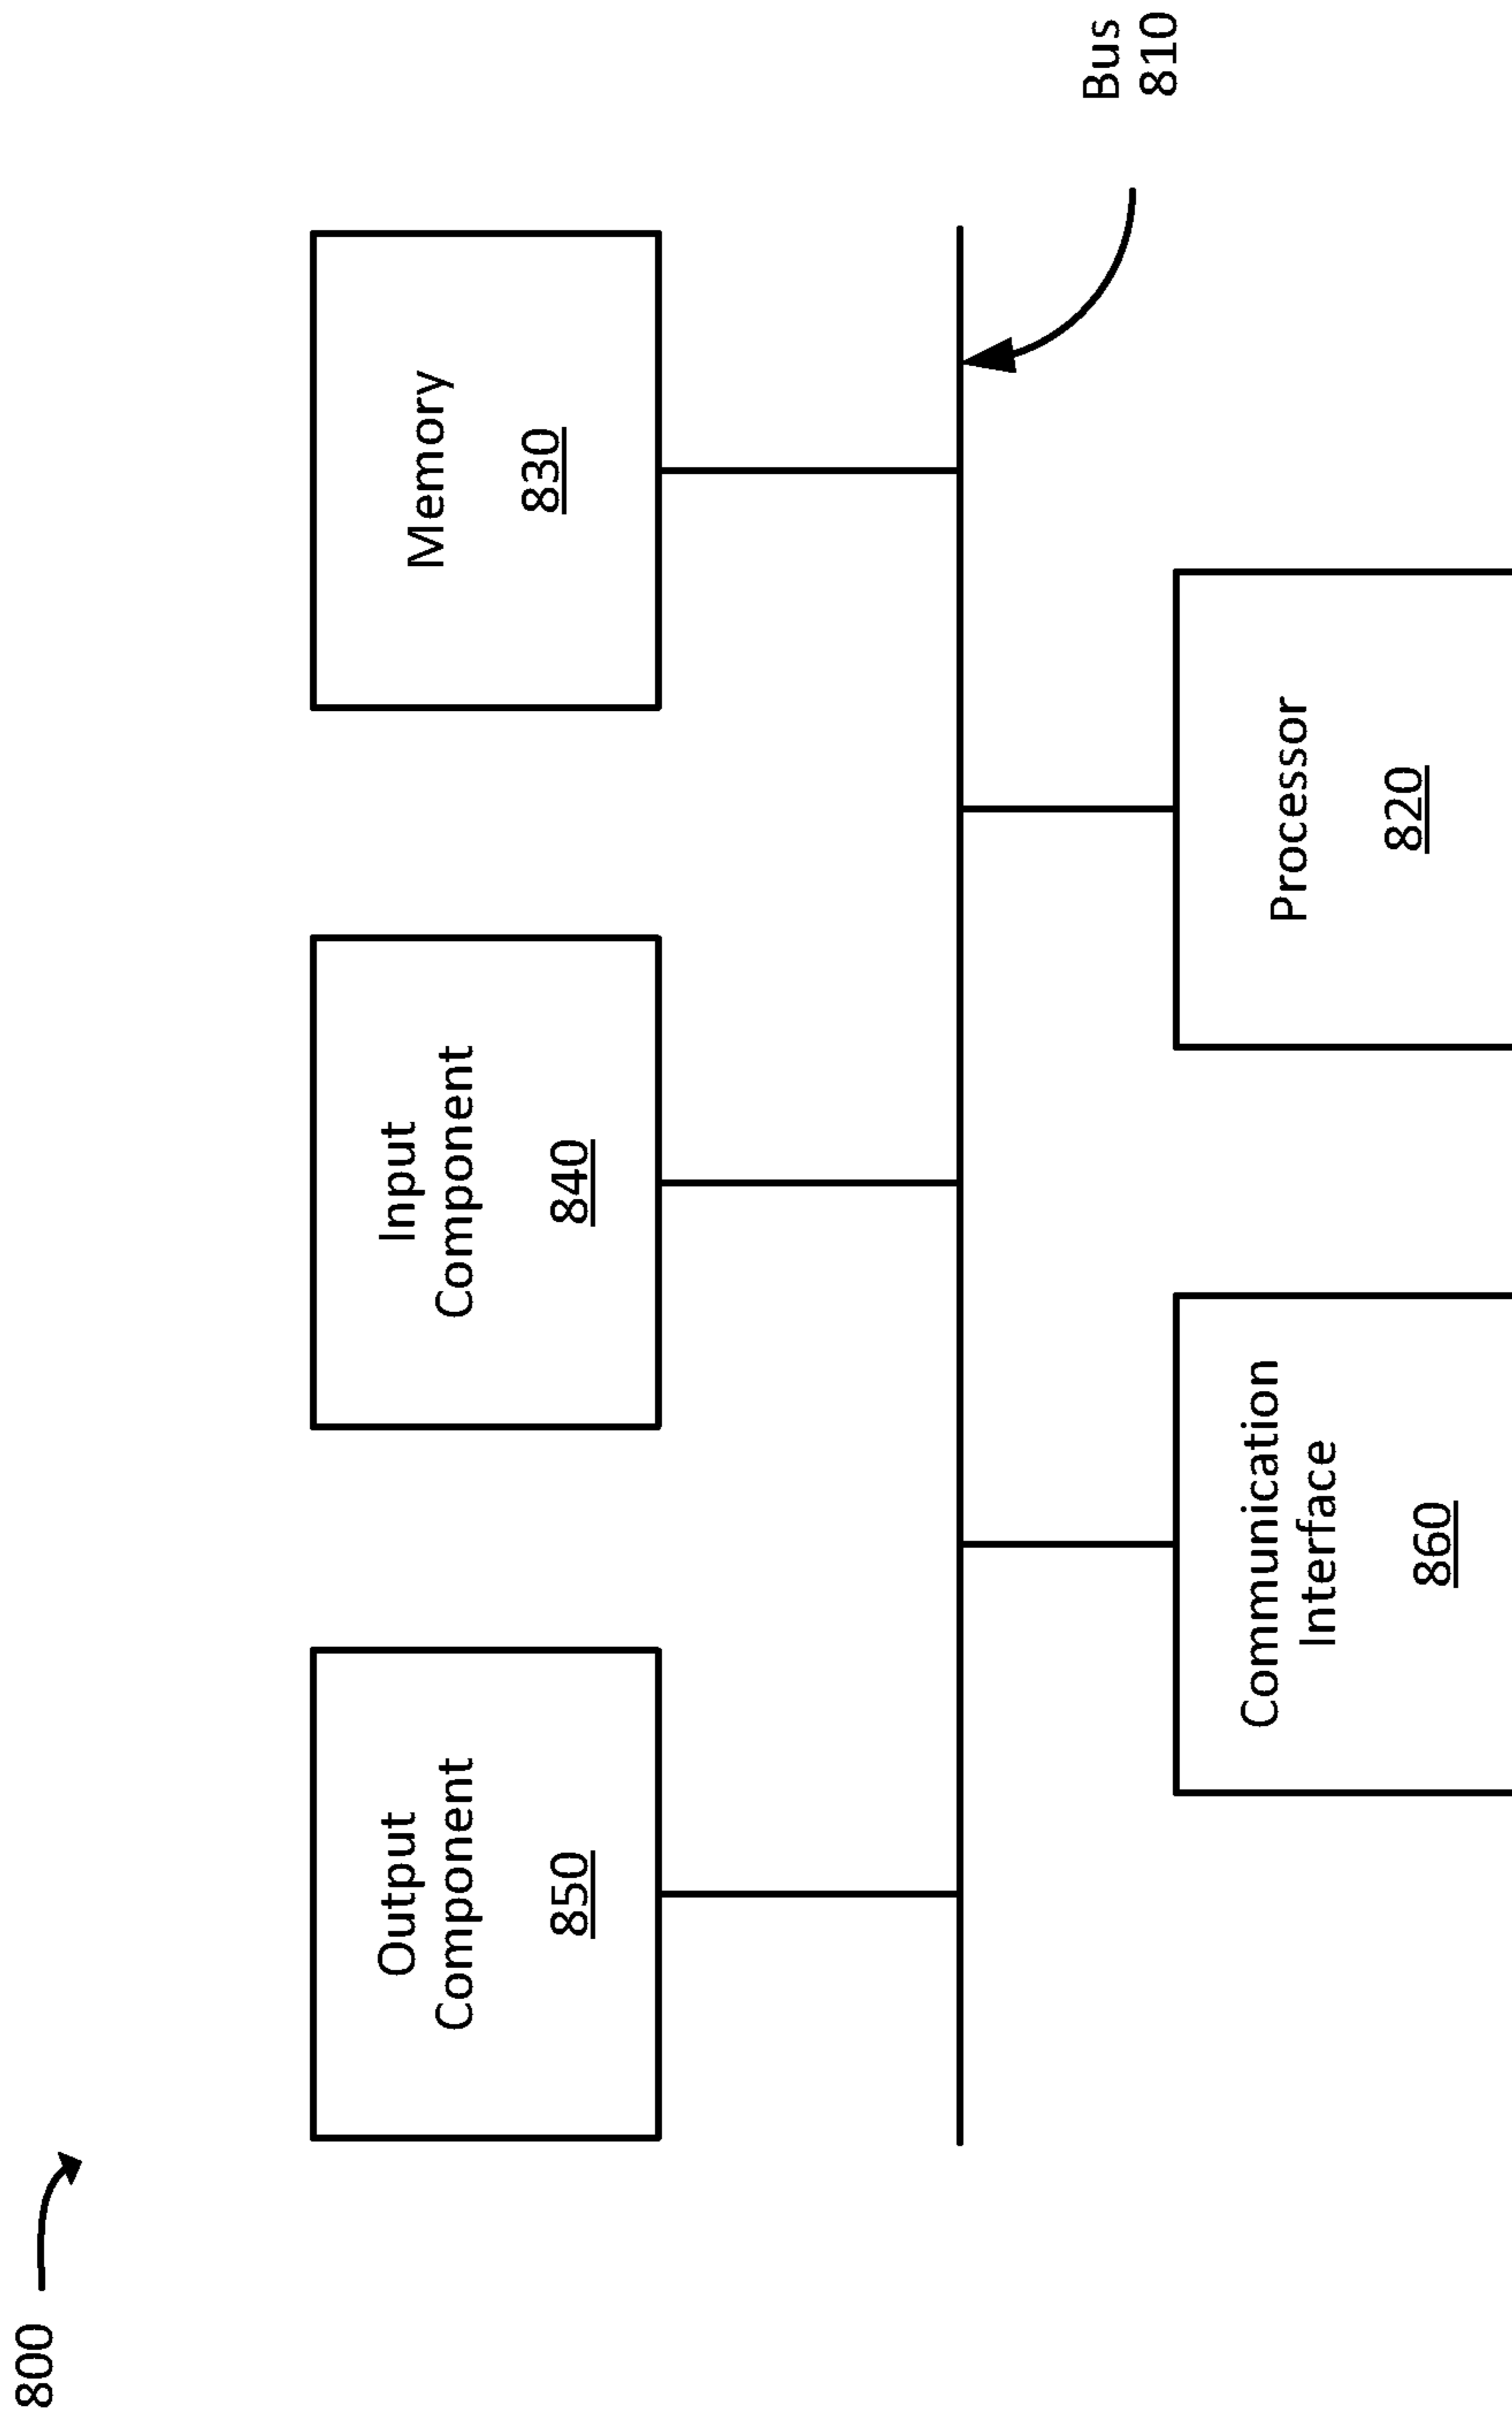 800
Output
Component
850
Input
Component
840
Memory
830
Bus
810
Communication
Interface
860
Processor
820